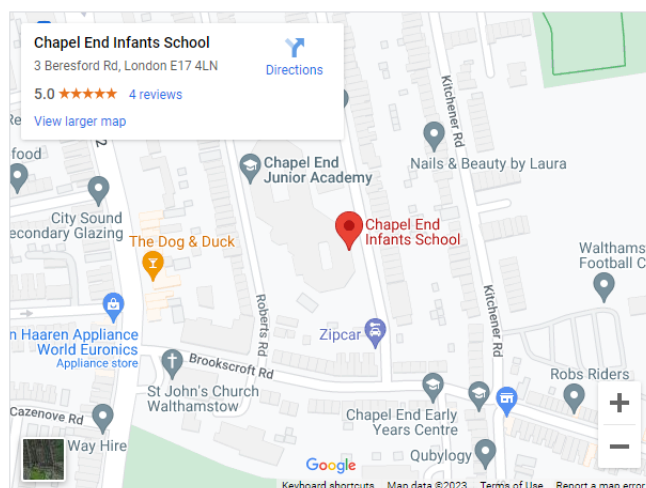 Chapel End Infants School
3 Beresford Rd, London E17 4LN
Directions
5.0
4 reviews
View larger map
Kitchener Rd
food
Chapel End
Junior Academy
Nails & Beauty by Laura
City Sound
econdary Glazing
Chapel End
Infants School
The Dog & Duck
Walthams
Football C
n Haaren Appliance
World Euronics
Appliance store
Roberts Rd
Kitchener Rd
Zipcar
Brookscroft Rd
St John's Church
Walthamstow
Robs Riders
Chapel End Early
Years Centre
Cazenove Rd
Way Hire
Qubylogy
Google
Keyboard shortcuts
Map data ©2023
Terms of Use
Report a map error